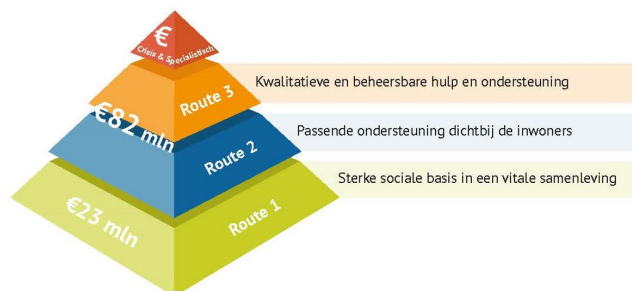 €
Crisis & Specialistisch
Route 3
Kwalitatieve en beheersbare hulp en ondersteuning
€82 mln
Route 2
Passende ondersteuning dichtbij de inwoners
€23 mln
Route 1
Sterke sociale basis in een vitale samenleving